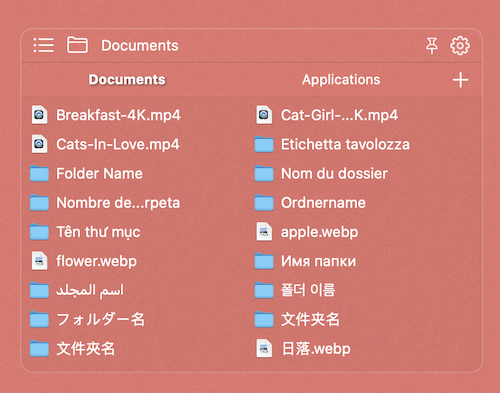 Documents
Documents Applications
Breakfast-4K.mp4 Cat-Girl-...K.mp4
Cats-In-Love.mp4 Etichetta tavolozza
Folder Name Nom du dossier
Nombre de...rpeta Ordnername
Tên thư mục apple.webp
flower.webp Имя папки
اسم المجلد 폴더 이름
フォルダー名 文件夹名
文件夾名 日落.webp